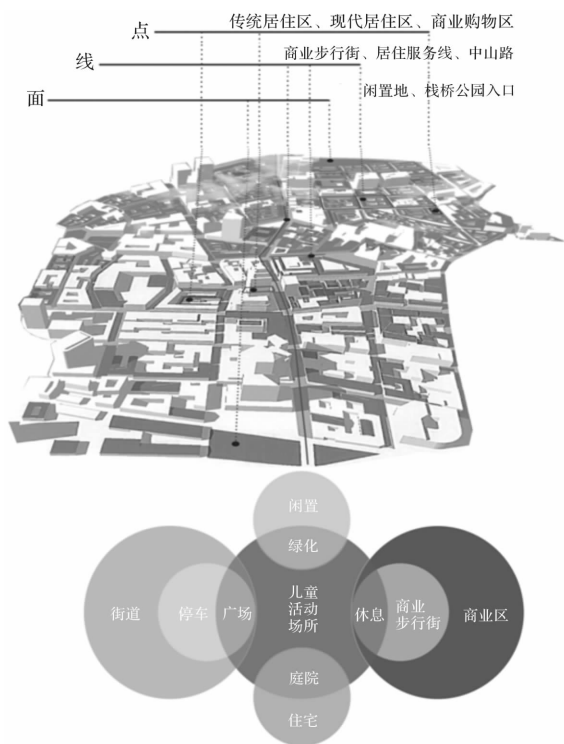 点
传统居住区、现代居住区、商业购物区
线
商业步行街、居住服务线、中山路
面
闲置地、栈桥公园入口
闲置
绿化
街道
停车
广场
儿童
活动
场所
休息
商业
步行街
商业区
庭院
住宅